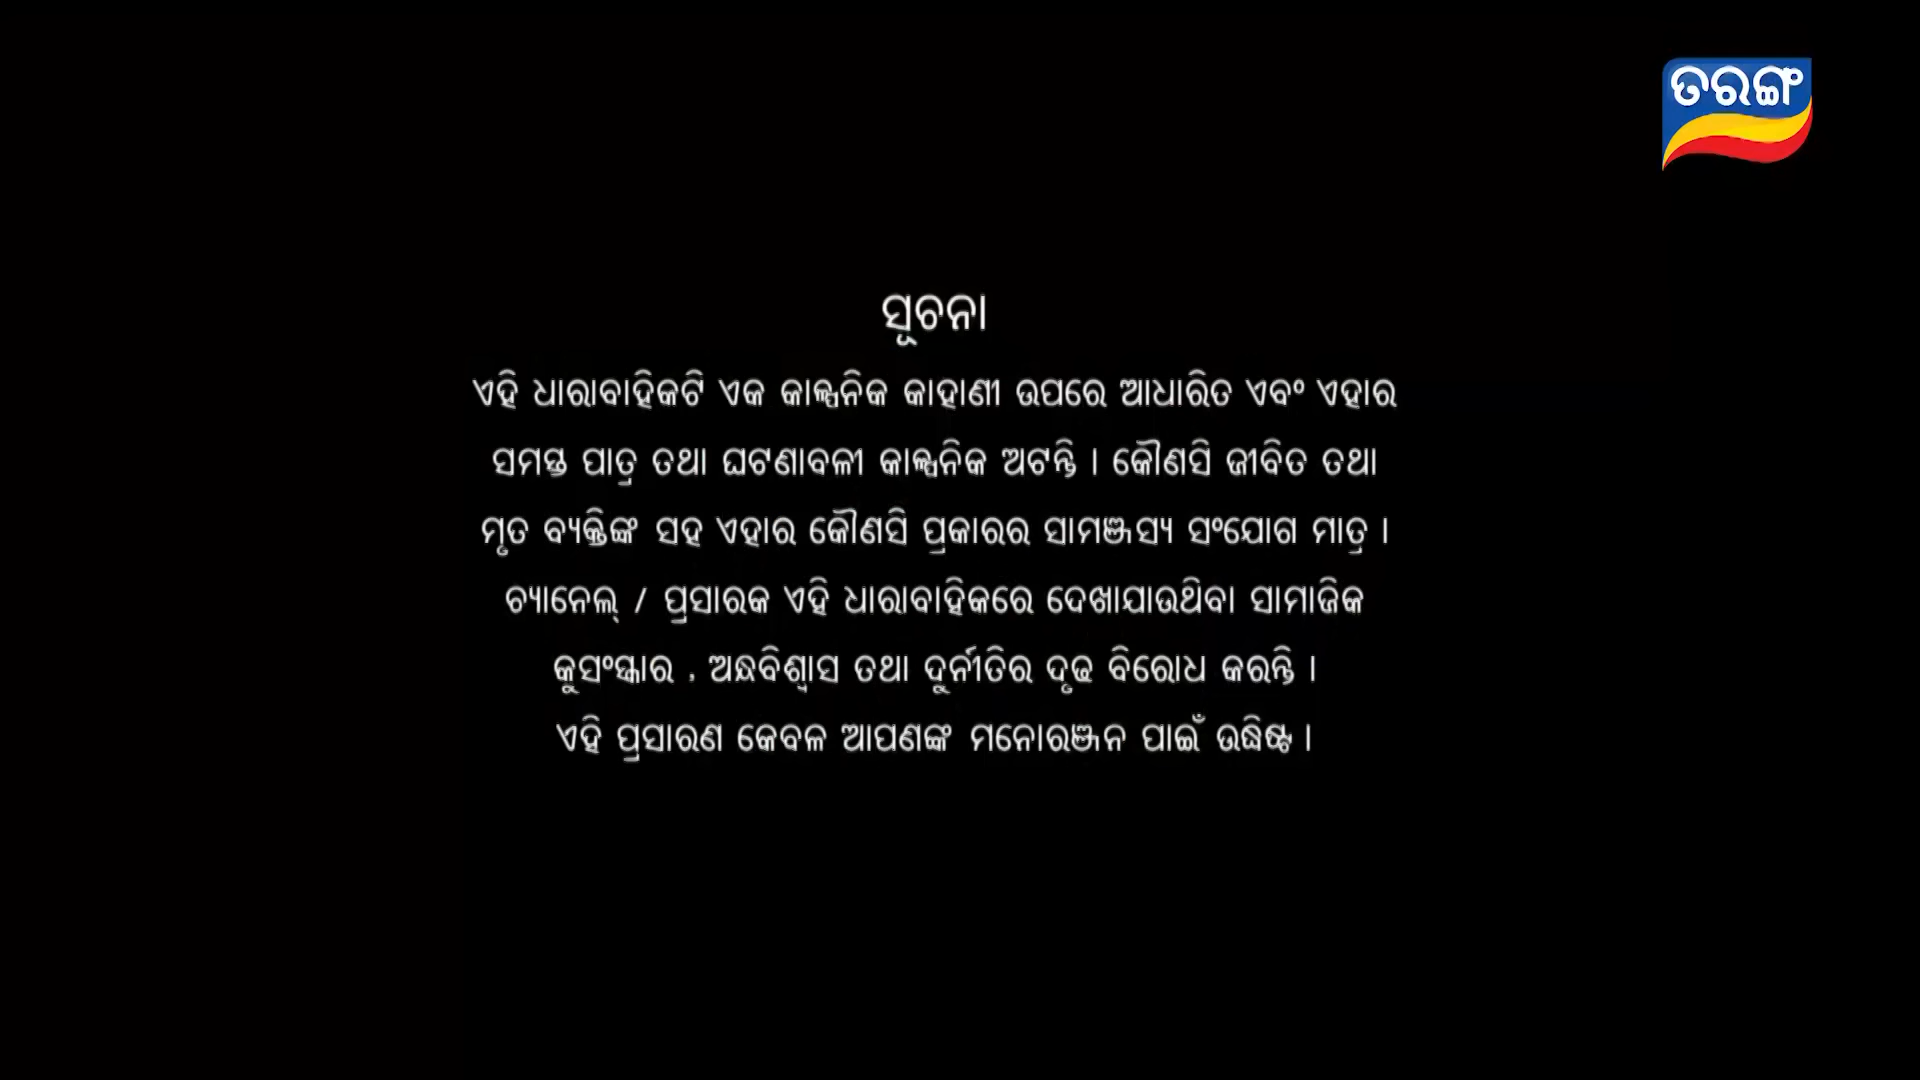 ତରଙ୍ଗ
ସୂଚନା
ଏହି ଧାରାବାହିକଟି ଏକ କାଳ୍ପନିକ କାହାଣୀ ଉପରେ ଆଧାରିତ ଏବଂ ଏହାର
ସମସ୍ତ ପାତ୍ର ତଥା ଘଟଣାବଳୀ କାଳ୍ପନିକ ଅଟନ୍ତି । କୌଣସି ଜୀବିତ ତଥା
ମୃତ ବ୍ୟକ୍ତିଙ୍କ ସହ ଏହାର କୌଣସି ପ୍ରକାରର ସାମଞ୍ଜସ୍ୟ ସଂଯୋଗ ମାତ୍ର ।
ଚ୍ୟାନେଲ୍ / ପ୍ରସାରକ ଏହି ଧାରାବାହିକରେ ଦେଖାଯାଉଥିବା ସାମାଜିକ
କୁସଂସ୍କାର , ଅନ୍ଧବିଶ୍ୱାସ ତଥା ଦୁର୍ନୀତିର ଦୃଢ ବିରୋଧ କରନ୍ତି ।
ଏହି ପ୍ରସାରଣ କେବଳ ଆପଣଙ୍କ ମନୋରଞ୍ଜନ ପାଇଁ ଉଦ୍ଧିଷ୍ଟ ।